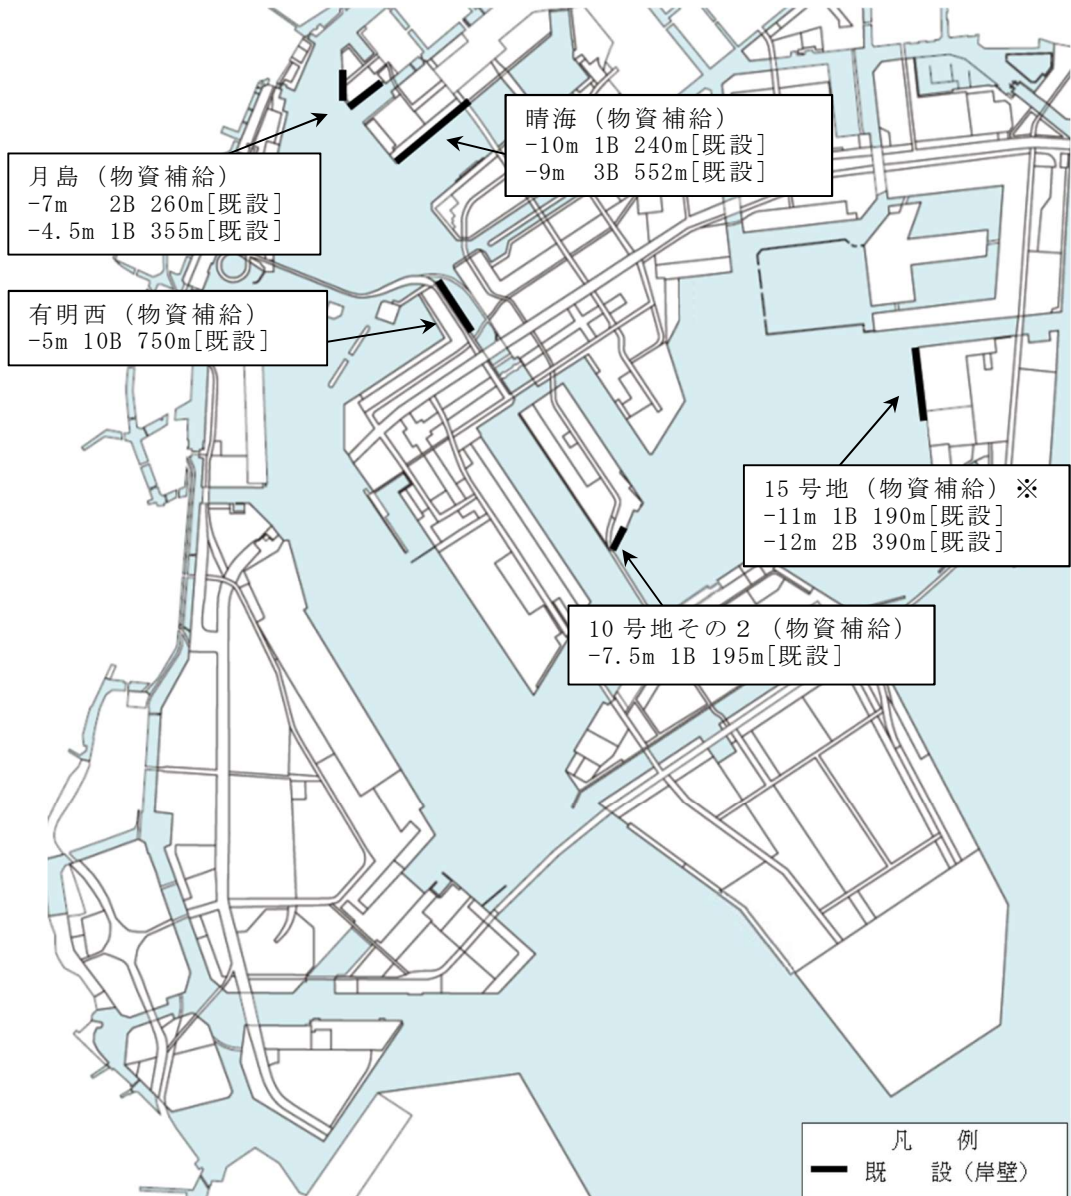 晴海（物資補給）
-10m 1B 240m[既設]
-9m 3B 552m[既設]
月島（物資補給）
-7m 2B 260m[既設]
-4.5m 1B 355m[既設]
有明西（物資補給）
-5m 10B 750m[既設]
15号地（物資補給）※
-11m 1B 190m[既設]
-12m 2B 390m[既設]
10号地その２（物資補給）
-7.5m 1B 195m[既設]
凡 例
既 設（岸壁）